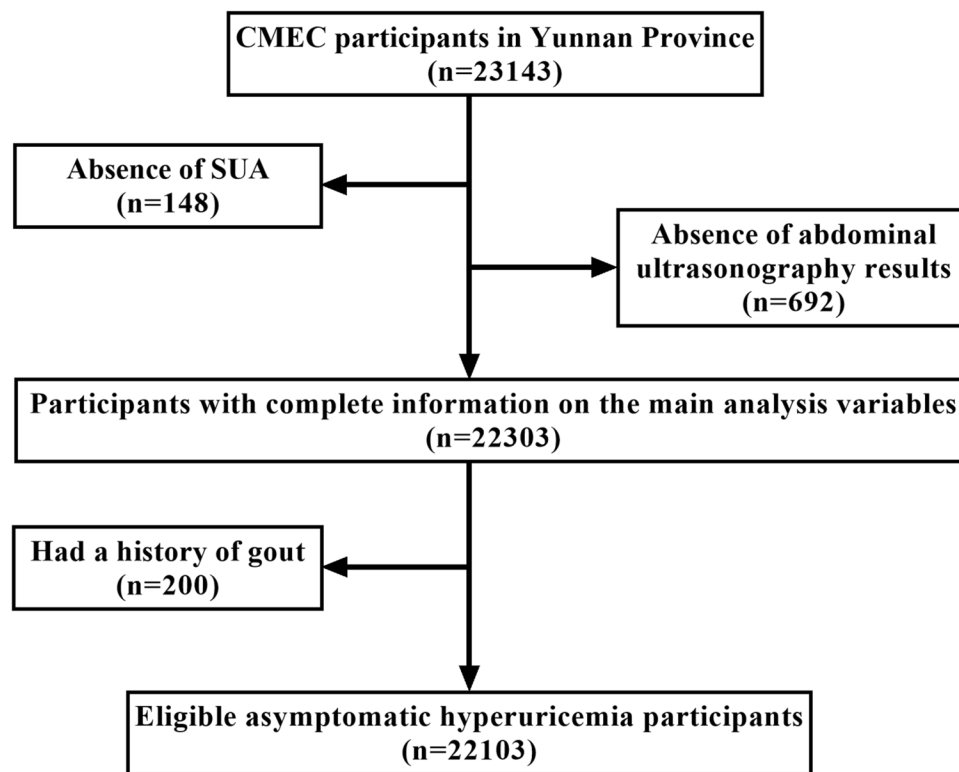 CMEC participants in Yunnan Province
(n=23143)
Absence of SUA
(n=148)
Absence of abdominal
ultrasonography results
(n=692)
Participants with complete information on the main analysis variables
(n=22303)
Had a history of gout
(n=200)
Eligible asymptomatic hyperuricemia participants
(n=22103)